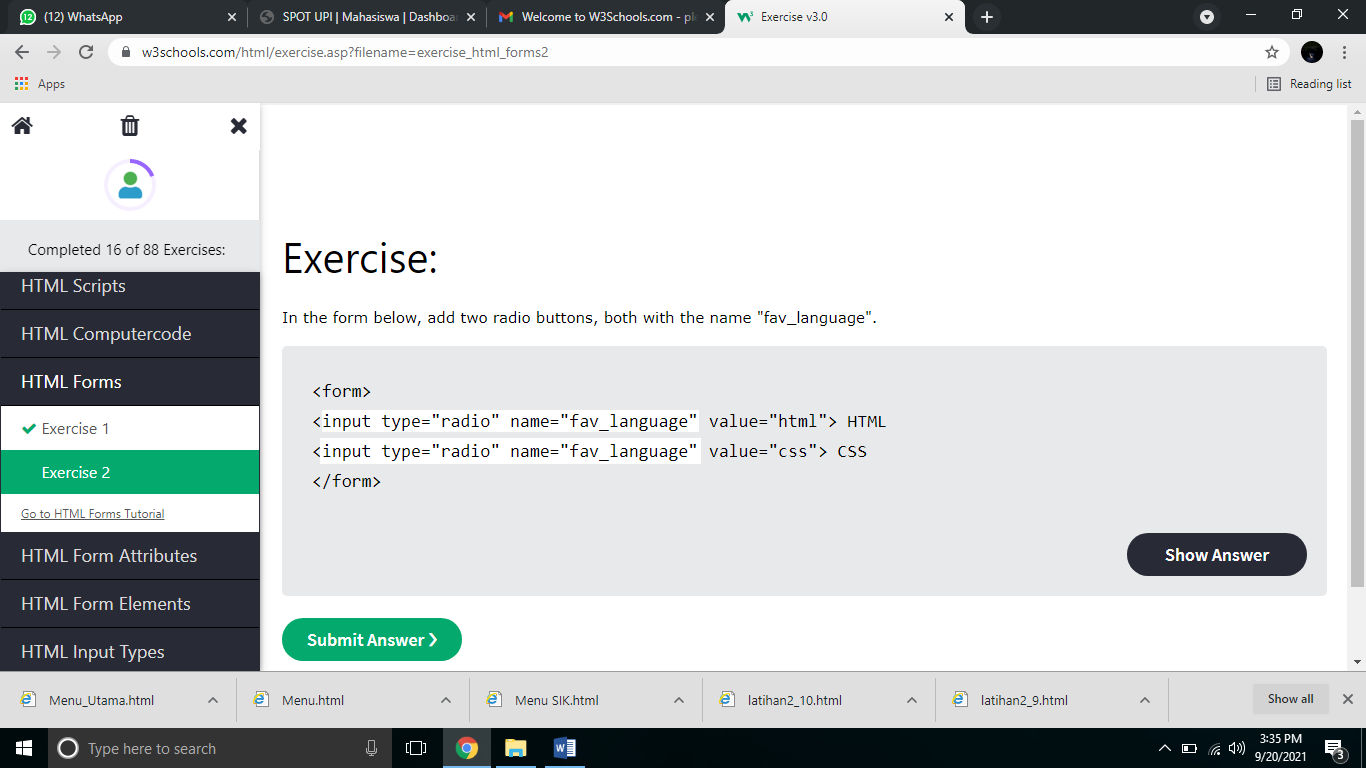 (12) WhatsApp
SPOT UPI | Mahasiswa | Dashboa
Welcome to W3Schools.com - ple
Exercise v3.0
w3schools.com/html/exercise.asp?filename=exercise_html_forms2
Apps
Reading list
Completed 16 of 88 Exercises:
HTML Scripts
HTML Computercode
HTML Forms
Exercise 1
Exercise 2
Go to HTML Forms Tutorial
HTML Form Attributes
HTML Form Elements
HTML Input Types
Exercise:
In the form below, add two radio buttons, both with the name "fav_language".
<form>
<input type="radio" name="fav_language" value="html"> HTML
<input type="radio" name="fav_language" value="css"> CSS
</form>
Show Answer
Submit Answer ❯
Menu_Utama.html
Menu.html
Menu SIK.html
latihan2_10.html
latihan2_9.html
Show all
Type here to search
3:35 PM
9/20/2021
3